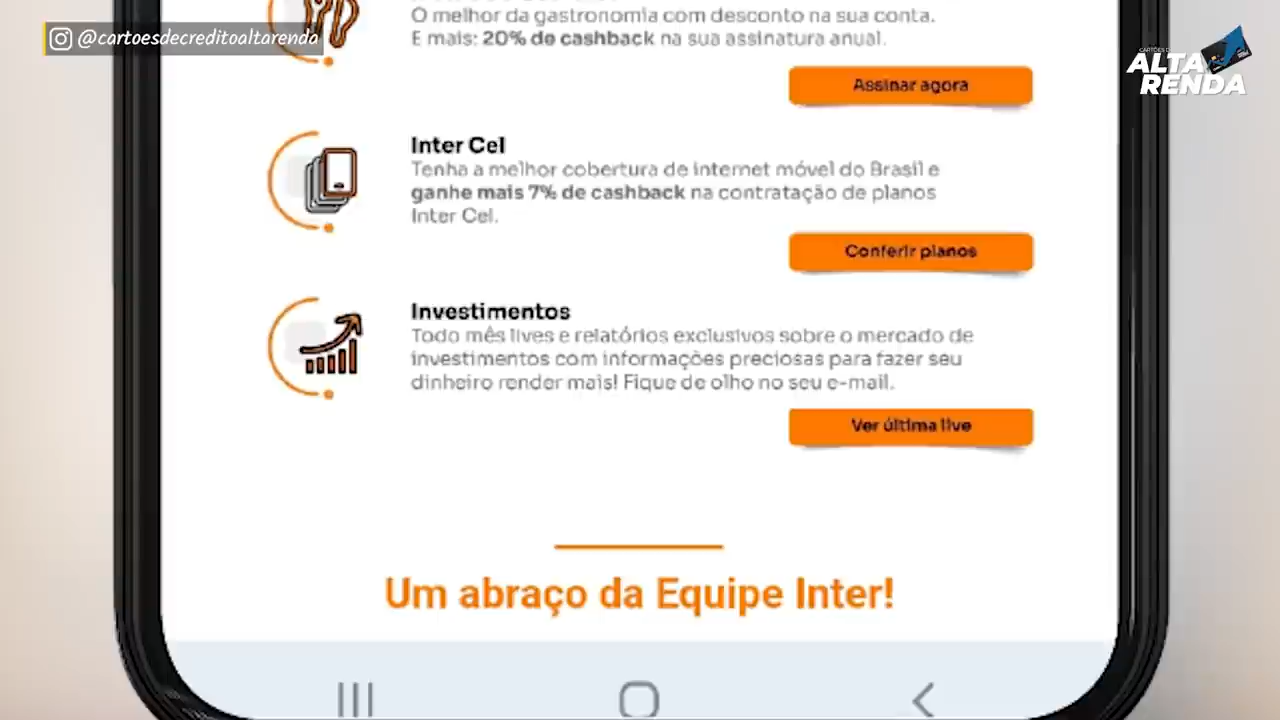 @cartoesdecreditoaltarenda
CARTÕES DE
ALTA
RENDA
O melhor da gastronomia com desconto na sua conta.
E mais: 20% de cashback na sua assinatura anual.
Assinar agora
Inter Cel
Tenha a melhor cobertura de internet móvel do Brasil e
ganhe mais 7% de cashback na contratação de planos
Inter Cel.
Conferir planos
Investimentos
Todo mês lives e relatórios exclusivos sobre o mercado de
investimentos com informações preciosas para fazer seu
dinheiro render mais! Fique de olho no seu e-mail.
Ver última live
Um abraço da Equipe Inter!